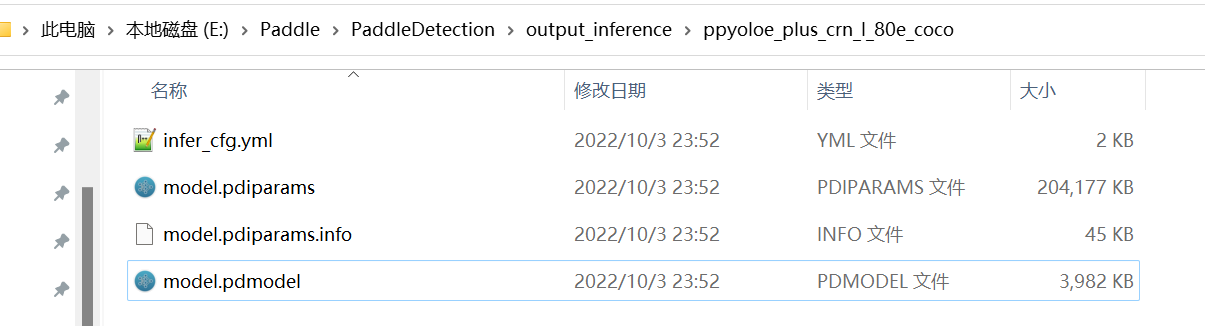 此电脑 > 本地磁盘 (E:) > Paddle > PaddleDetection > output_inference > ppyoloe_plus_crn_l_80e_coco
名称 修改日期 类型 大小
infer_cfg.yml 2022/10/3 23:52 YML 文件 2 KB
model.pdiparams 2022/10/3 23:52 PDIPARAMS 文件 204,177 KB
model.pdiparams.info 2022/10/3 23:52 INFO 文件 45 KB
model.pdmodel 2022/10/3 23:52 PDMODEL 文件 3,982 KB